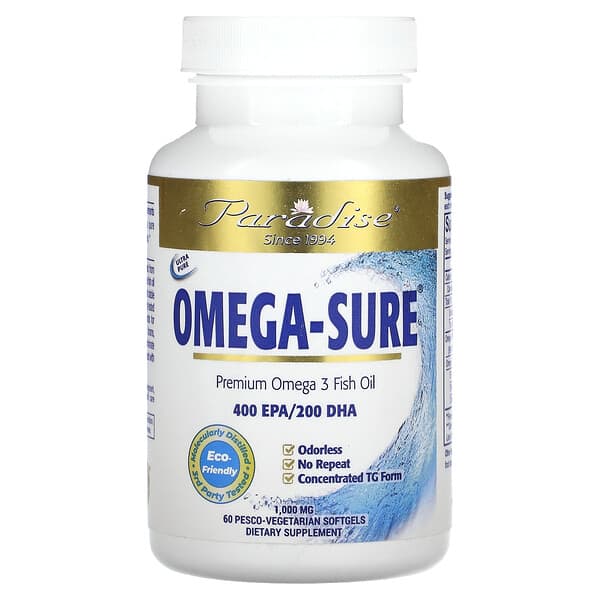 Paradise®
Since 1994
ULTRA
PURE
OMEGA-SURE®
Premium Omega 3 Fish Oil
400 EPA/200 DHA
Molecularly Distilled
Eco-
Friendly
3rd Party Tested
Odorless
No Repeat
Concentrated TG Form
1,000 MG
60 PESCO-VEGETARIAN SOFTGELS
DIETARY SUPPLEMENT